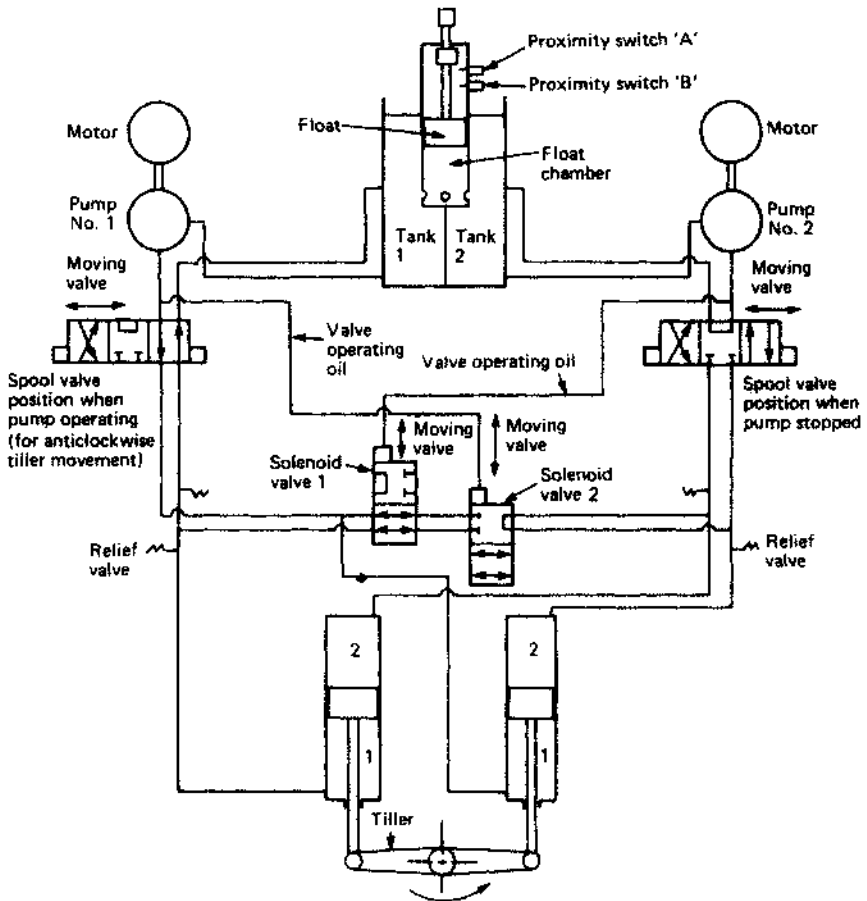 Proximity switch 'A'
Proximity switch 'B'
Motor
Float
Motor
Float
chamber
Pump
No. 1
Pump
No. 2
Tank
1
Tank
2
Moving
valve
Moving
valve
Valve
operating
oil
Valve operating oil
Spool valve
position when
pump operating
(for anticlockwise
tiller movement)
Spool valve
position when
pump stopped
Moving
valve
Moving
valve
Solenoid
valve 1
Solenoid
valve 2
Relief
valve
Relief
valve
2
2
1
1
Tiller